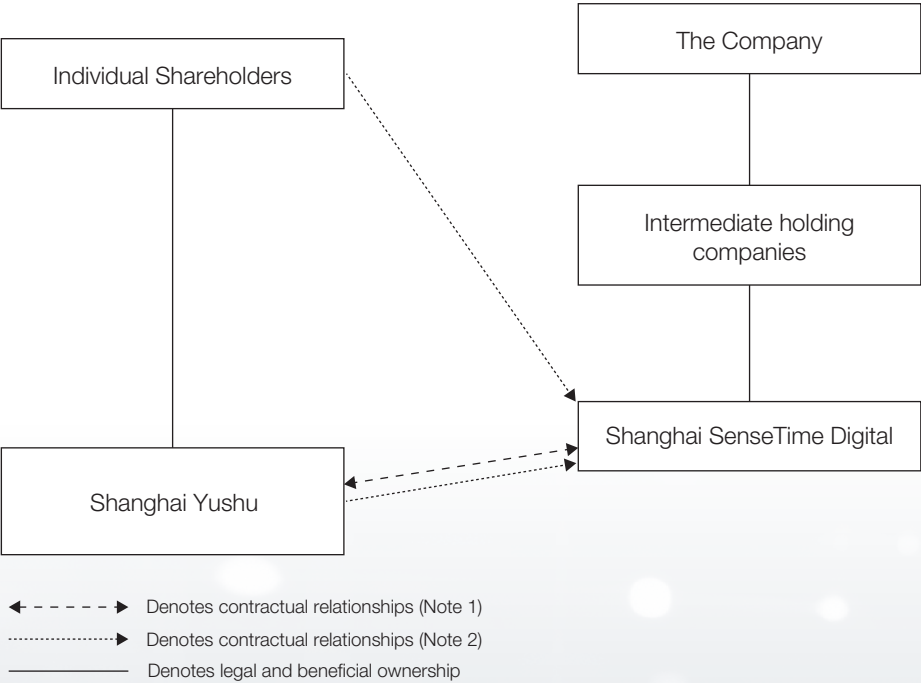 The Company
Individual Shareholders
Intermediate holding
companies
Shanghai SenseTime Digital
Shanghai Yushu
Denotes contractual relationships (Note 1)
Denotes contractual relationships (Note 2)
Denotes legal and beneficial ownership